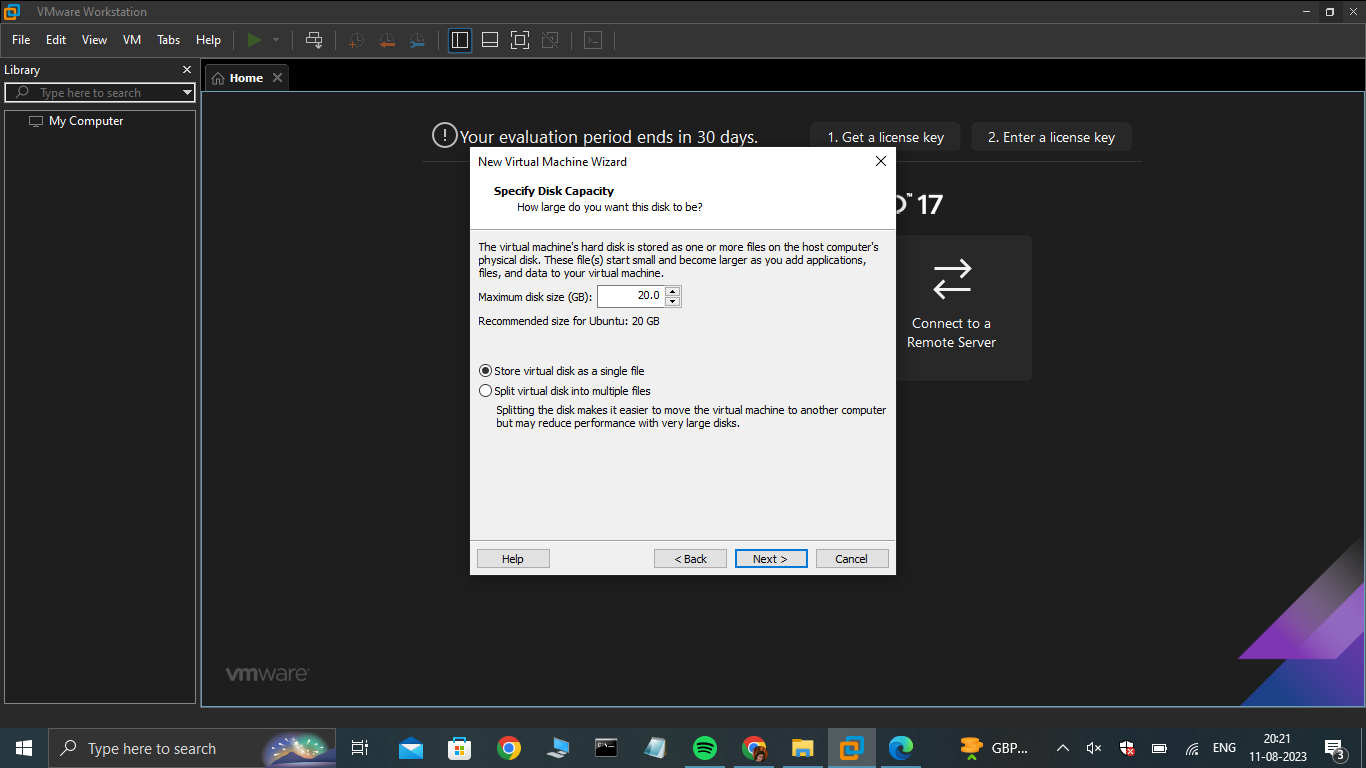 VMware Workstation
File Edit View VM Tabs Help
Library
Type here to search
My Computer
Home
Your evaluation period ends in 30 days.
1. Get a license key
2. Enter a license key
™ 17
Connect to a
Remote Server
New Virtual Machine Wizard
Specify Disk Capacity
How large do you want this disk to be?
The virtual machine's hard disk is stored as one or more files on the host computer's
physical disk. These file(s) start small and become larger as you add applications,
files, and data to your virtual machine.
Maximum disk size (GB): 20.0
Recommended size for Ubuntu: 20 GB
Store virtual disk as a single file
Split virtual disk into multiple files
Splitting the disk makes it easier to move the virtual machine to another computer
but may reduce performance with very large disks.
Help
< Back
Next >
Cancel
vmware
Type here to search
GBP...
ENG
20:21
11-08-2023
3